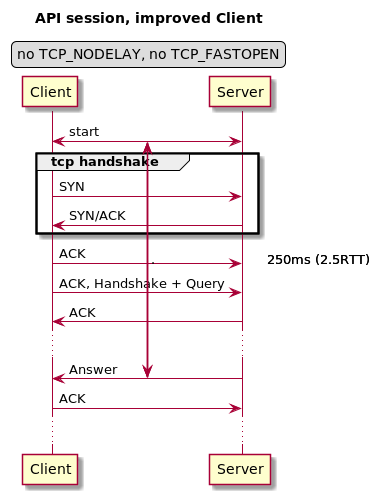 API session, improved Client
no TCP_NODELAY, no TCP_FASTOPEN
Client
Server
start
tcp handshake
SYN
SYN/ACK
ACK
250ms (2.5RTT)
ACK, Handshake + Query
ACK
Answer
ACK
Client
Server